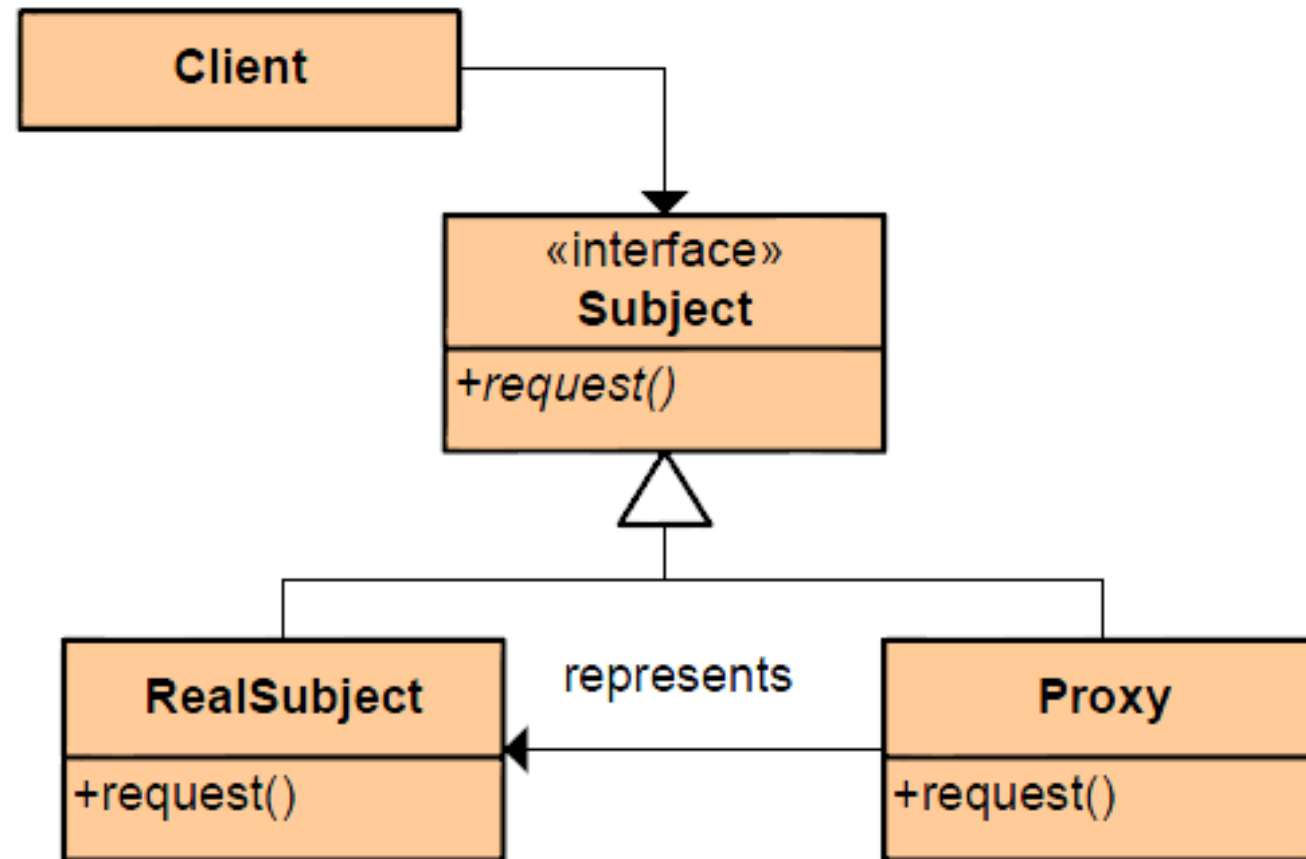 Client
«interface»
Subject
+request()
RealSubject
represents
Proxy
+request()
+request()